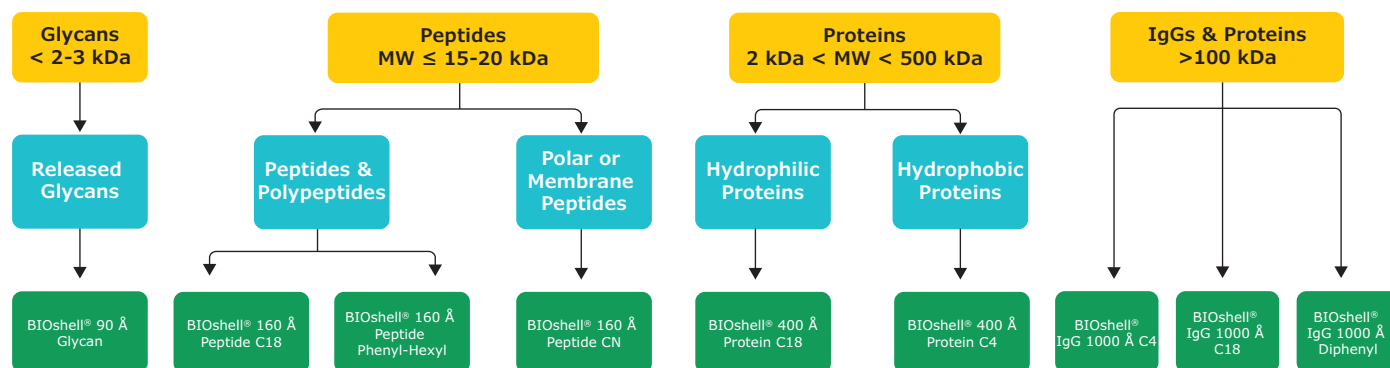 Glycans
< 2-3 kDa
Peptides
MW ≤ 15-20 kDa
Proteins
2 kDa < MW < 500 kDa
IgGs & Proteins
>100 kDa
Released
Glycans
Peptides &
Polypeptides
Polar or
Membrane
Peptides
Hydrophilic
Proteins
Hydrophobic
Proteins
BIOshell® 90 Å
Glycan
BIOshell® 160 Å
Peptide C18
BIOshell® 160 Å
Peptide
Phenyl-Hexyl
BIOshell® 160 Å
Peptide CN
BIOshell® 400 Å
Protein C18
BIOshell® 400 Å
Protein C4
BIOshell®
IgG 1000 Å C4
BIOshell®
IgG 1000 Å
C18
BIOshell®
IgG 1000 Å
Diphenyl